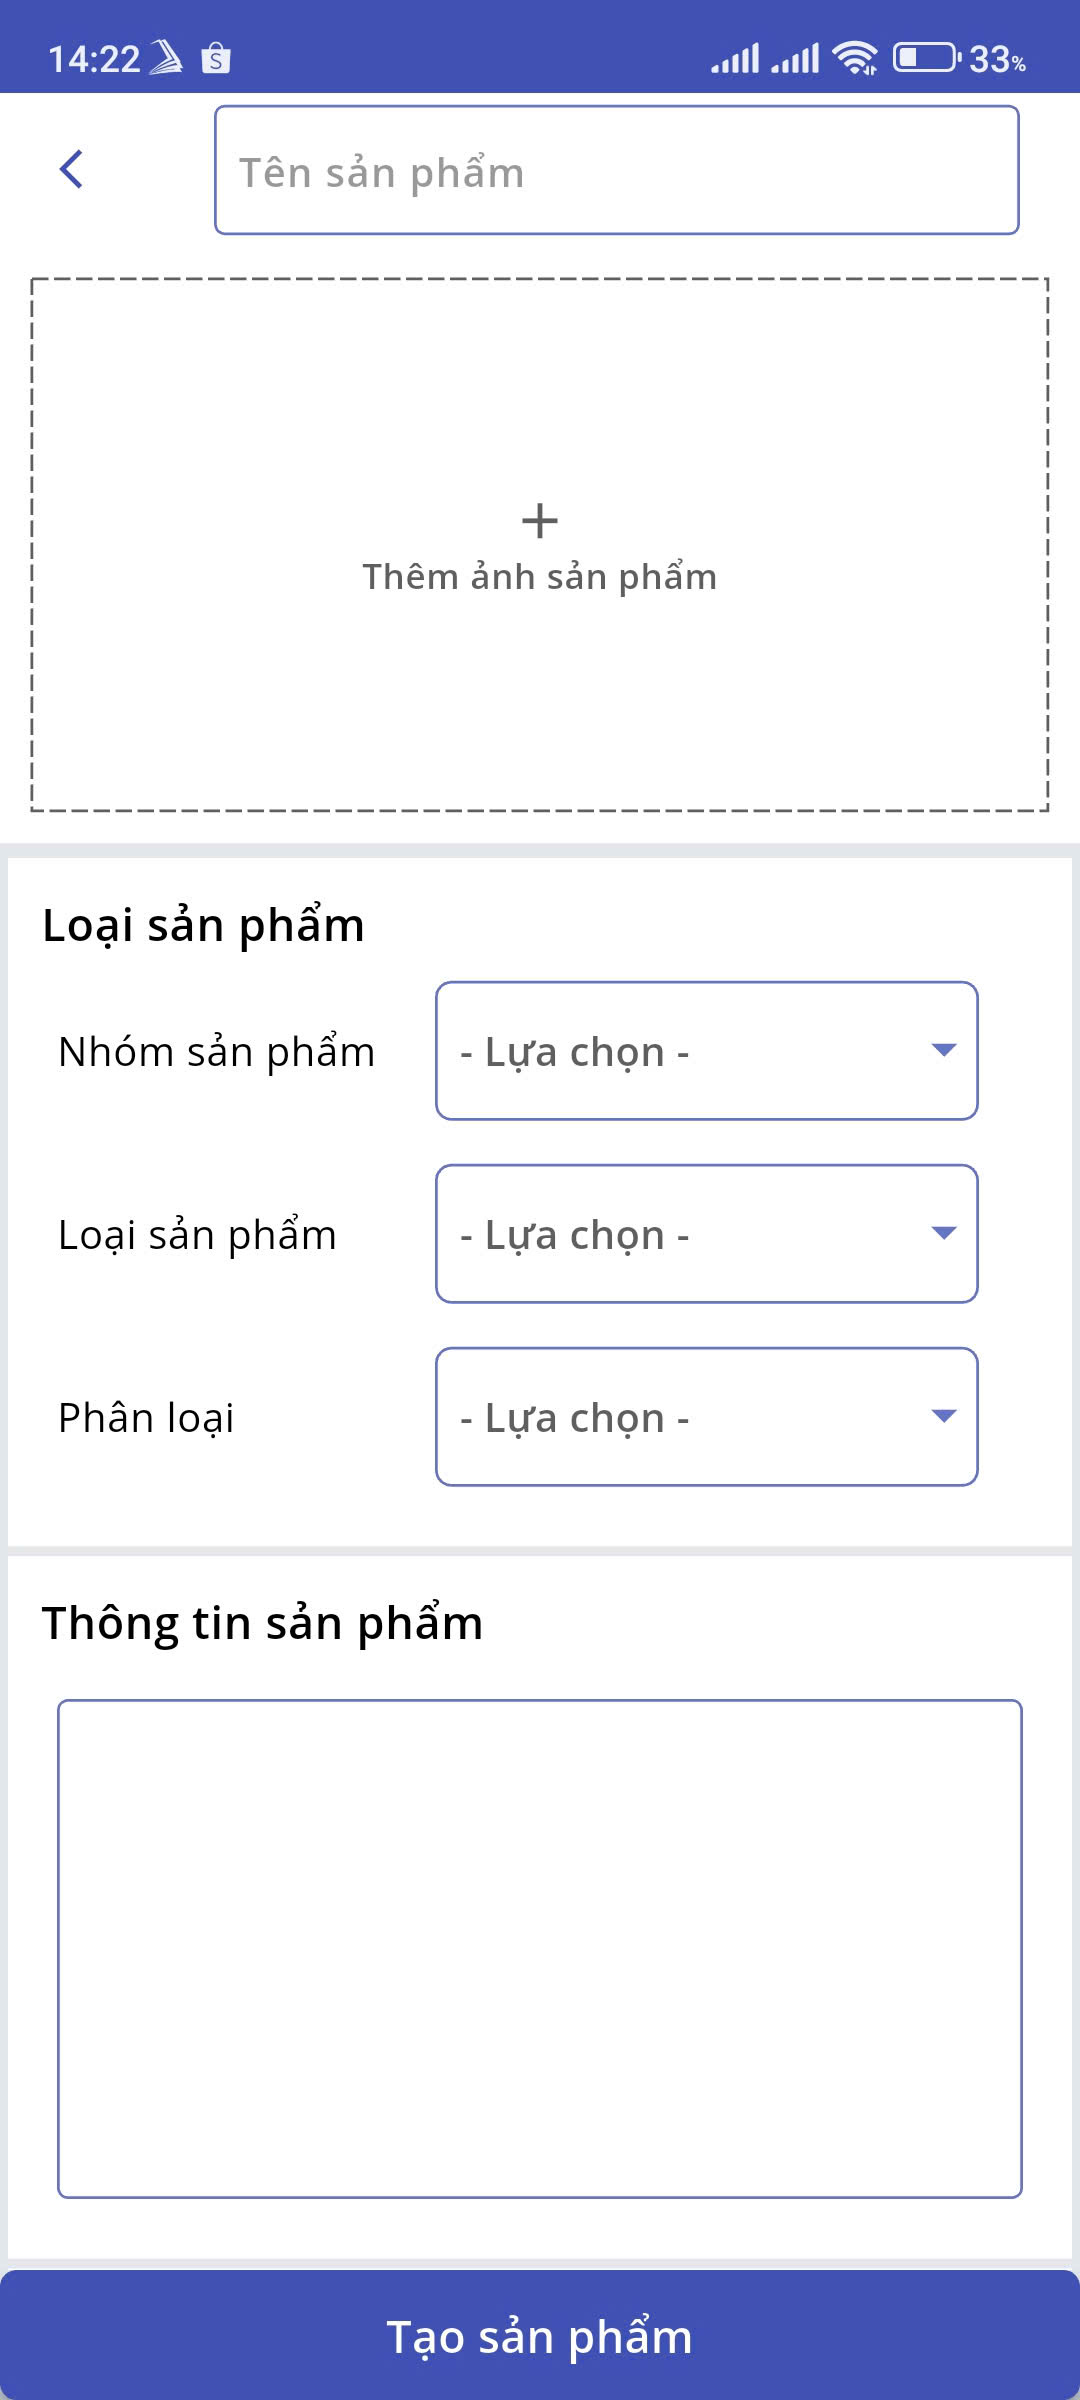 14:22
33%
Tên sản phẩm
+
Thêm ảnh sản phẩm
Loại sản phẩm
Nhóm sản phẩm
- Lựa chọn -
Loại sản phẩm
- Lựa chọn -
Phân loại
- Lựa chọn -
Thông tin sản phẩm
Tạo sản phẩm